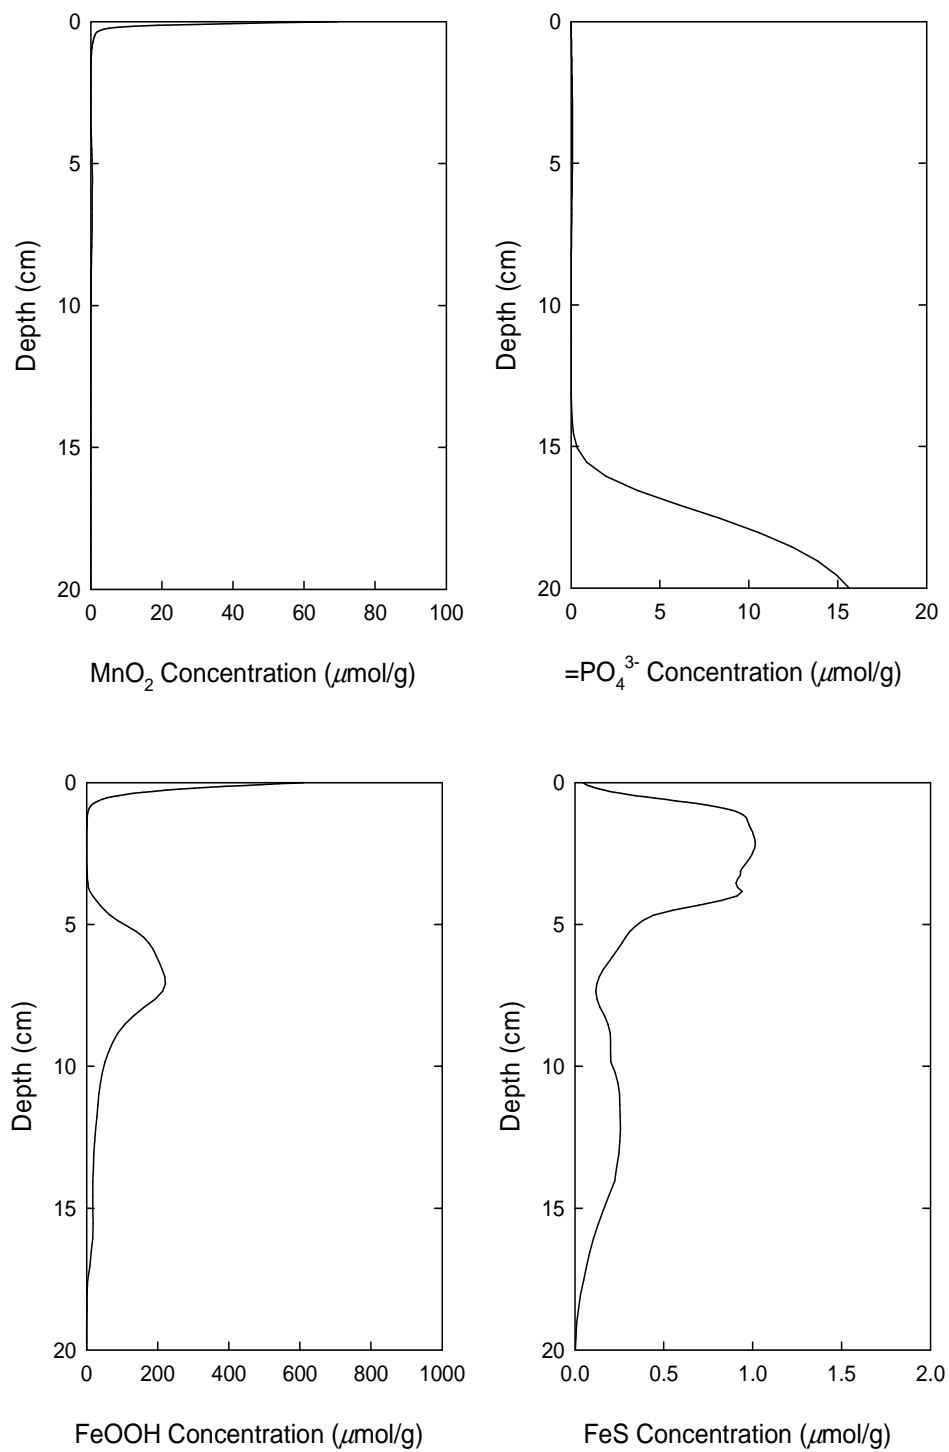 0
5
10
15
20
Depth (cm)
0 20 40 60 80 100
MnO2 Concentration (μmol/g)
0
5
10
15
20
Depth (cm)
0 5 10 15 20
=PO4 3- Concentration (μmol/g)
0
5
10
15
20
Depth (cm)
0 200 400 600 800 1000
FeOOH Concentration (μmol/g)
0
5
10
15
20
Depth (cm)
0.0 0.5 1.0 1.5 2.0
FeS Concentration (μmol/g)